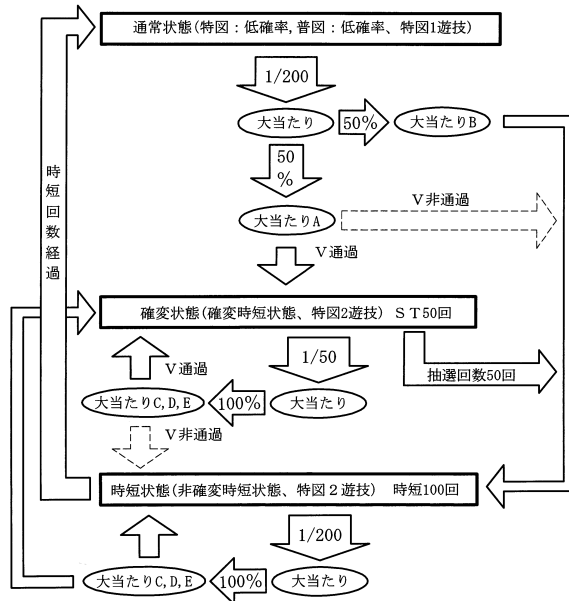 通常状態(特図：低確率,普図：低確率、特図1遊技)
1/200
大当たり
50%
大当たりB
50
%
時短回数経過
V非通過
大当たりA
V通過
確変状態(確変時短状態、特図2遊技) ST50回
V通過
1/50
抽選回数50回
大当たりC,D,E
100%
大当たり
V非通過
時短状態(非確変時短状態、特図２遊技) 時短100回
1/200
大当たりC,D,E
100%
大当たり